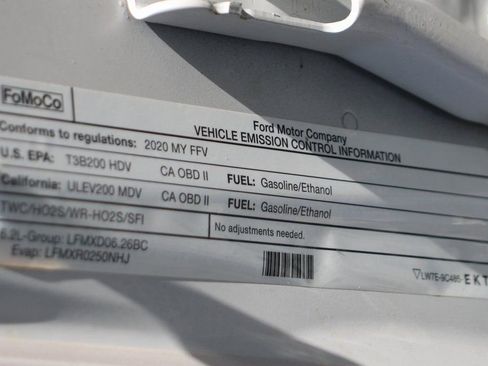 FoMoCo
Ford Motor Company
VEHICLE EMISSION CONTROL INFORMATION
Conforms to regulations: 2020 MY FFV
U.S. EPA: T3B200 HDV CA OBD II FUEL: Gasoline/Ethanol
California: ULEV200 MDV CA OBD II FUEL: Gasoline/Ethanol
TWC/HO2S/WR-HO2S/SFI
No adjustments needed.
6.2L-Group: LFMXD06.26BC
Evap: LFMXR0250NHJ
LW7E-9C485 EKT